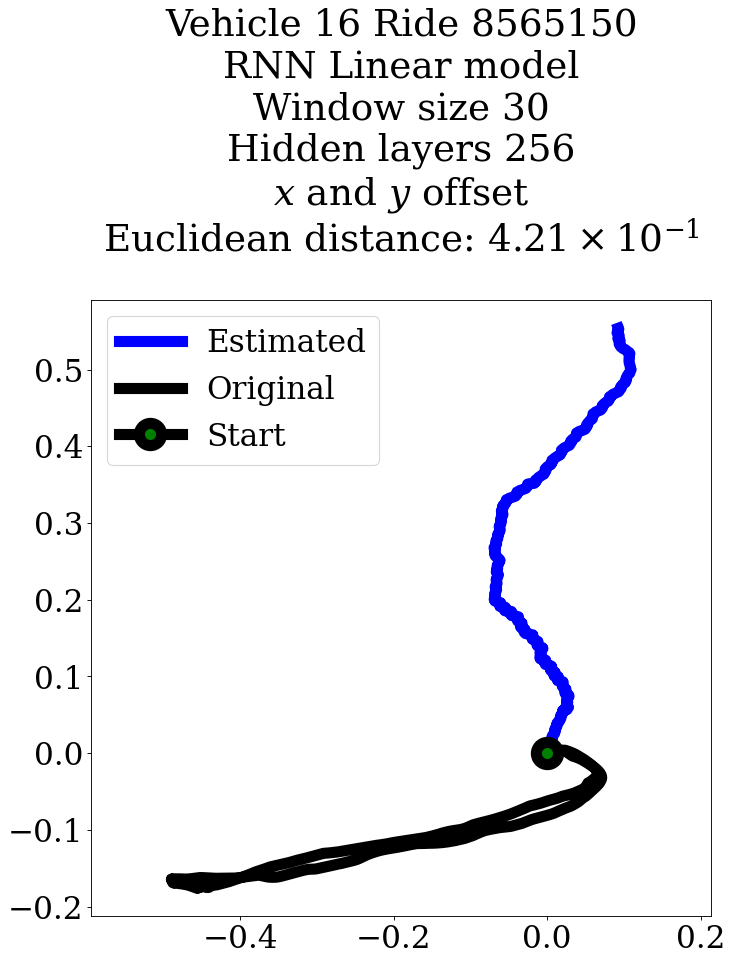 Vehicle 16 Ride 8565150
RNN Linear model
Window size 30
Hidden layers 256
x and y offset
Euclidean distance: 4.21 × 10⁻¹
Estimated
Original
Start
0.5
0.4
0.3
0.2
0.1
0.0
−0.1
−0.2
−0.4 −0.2 0.0 0.2